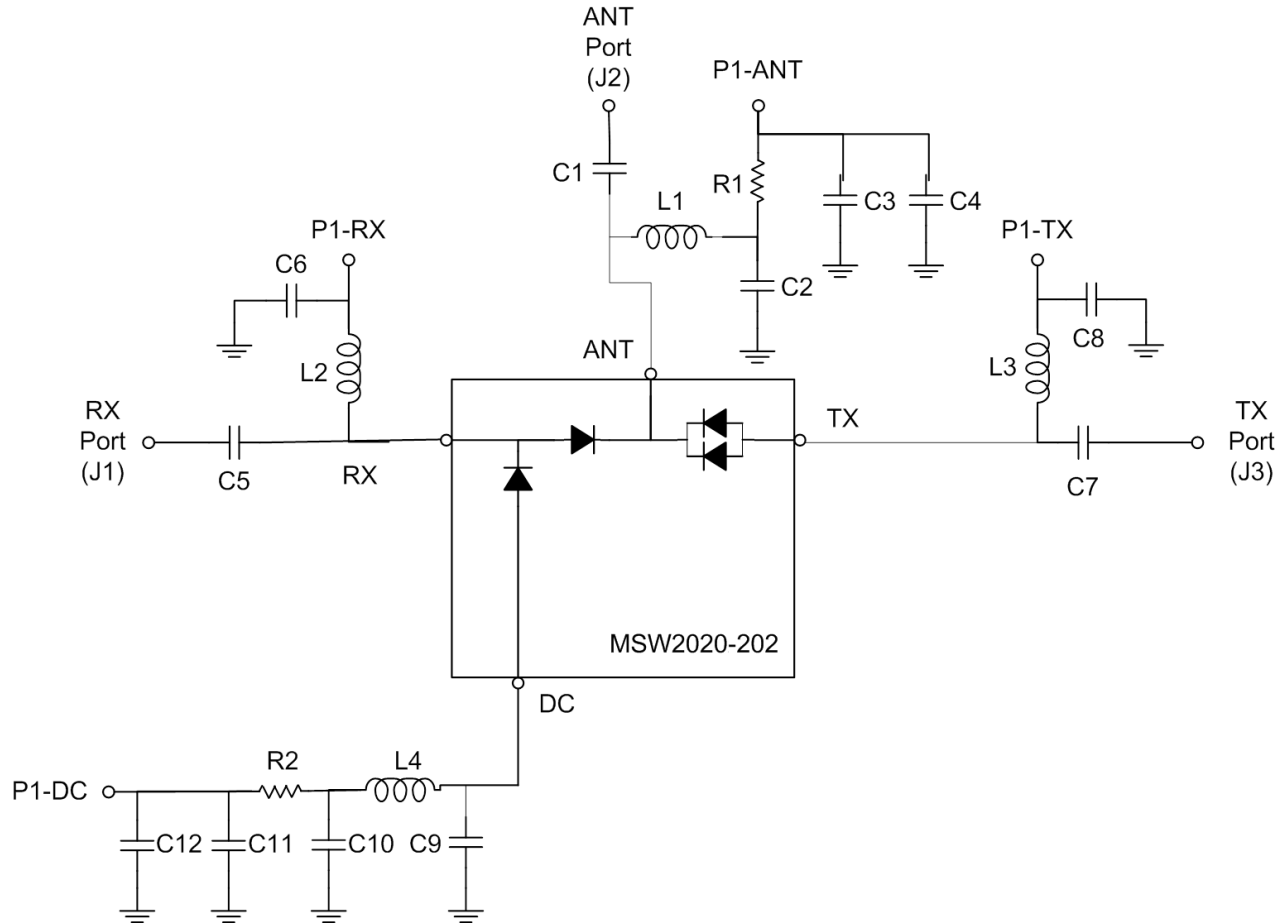 ANT
Port
(J2)
P1-ANT
C1
R1
C3
C4
L1
P1-RX
P1-TX
C6
C2
C8
L2
ANT
L3
RX
Port
(J1)
TX
TX
Port
(J3)
C5
RX
C7
MSW2020-202
DC
R2
L4
P1-DC
C12
C11
C10
C9